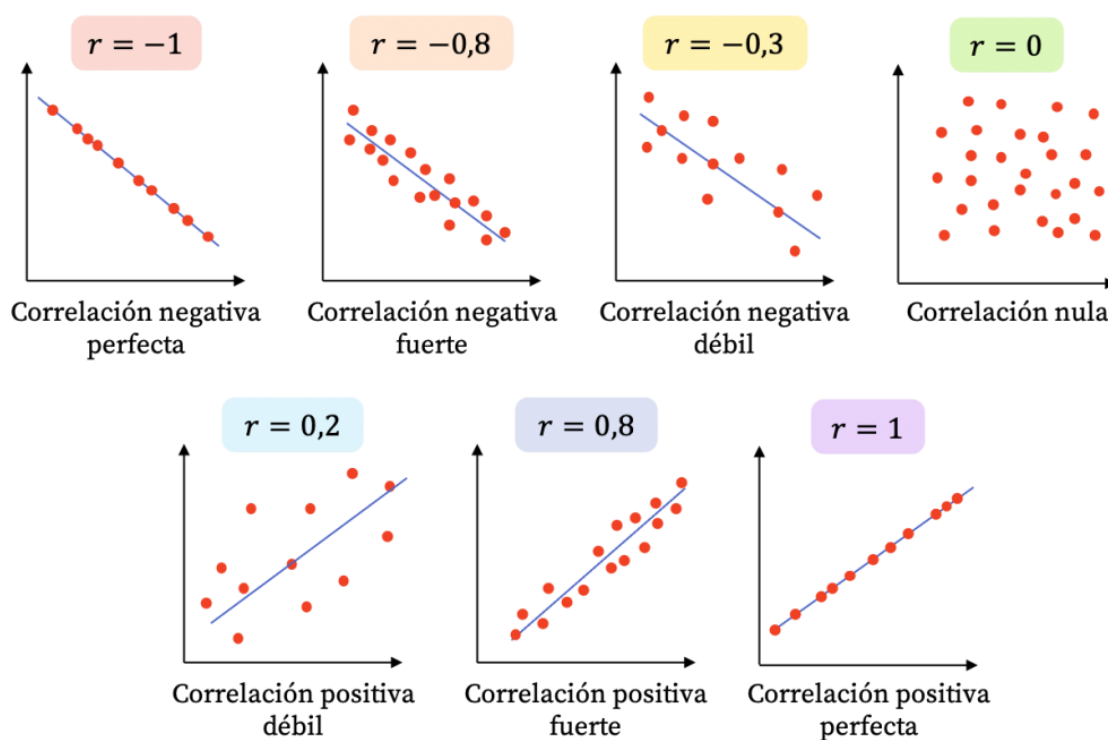 r = −1
r = −0,8
r = −0,3
r = 0
Correlación negativa
perfecta
Correlación negativa
fuerte
Correlación negativa
débil
Correlación nula
r = 0,2
r = 0,8
r = 1
Correlación positiva
débil
Correlación positiva
fuerte
Correlación positiva
perfecta